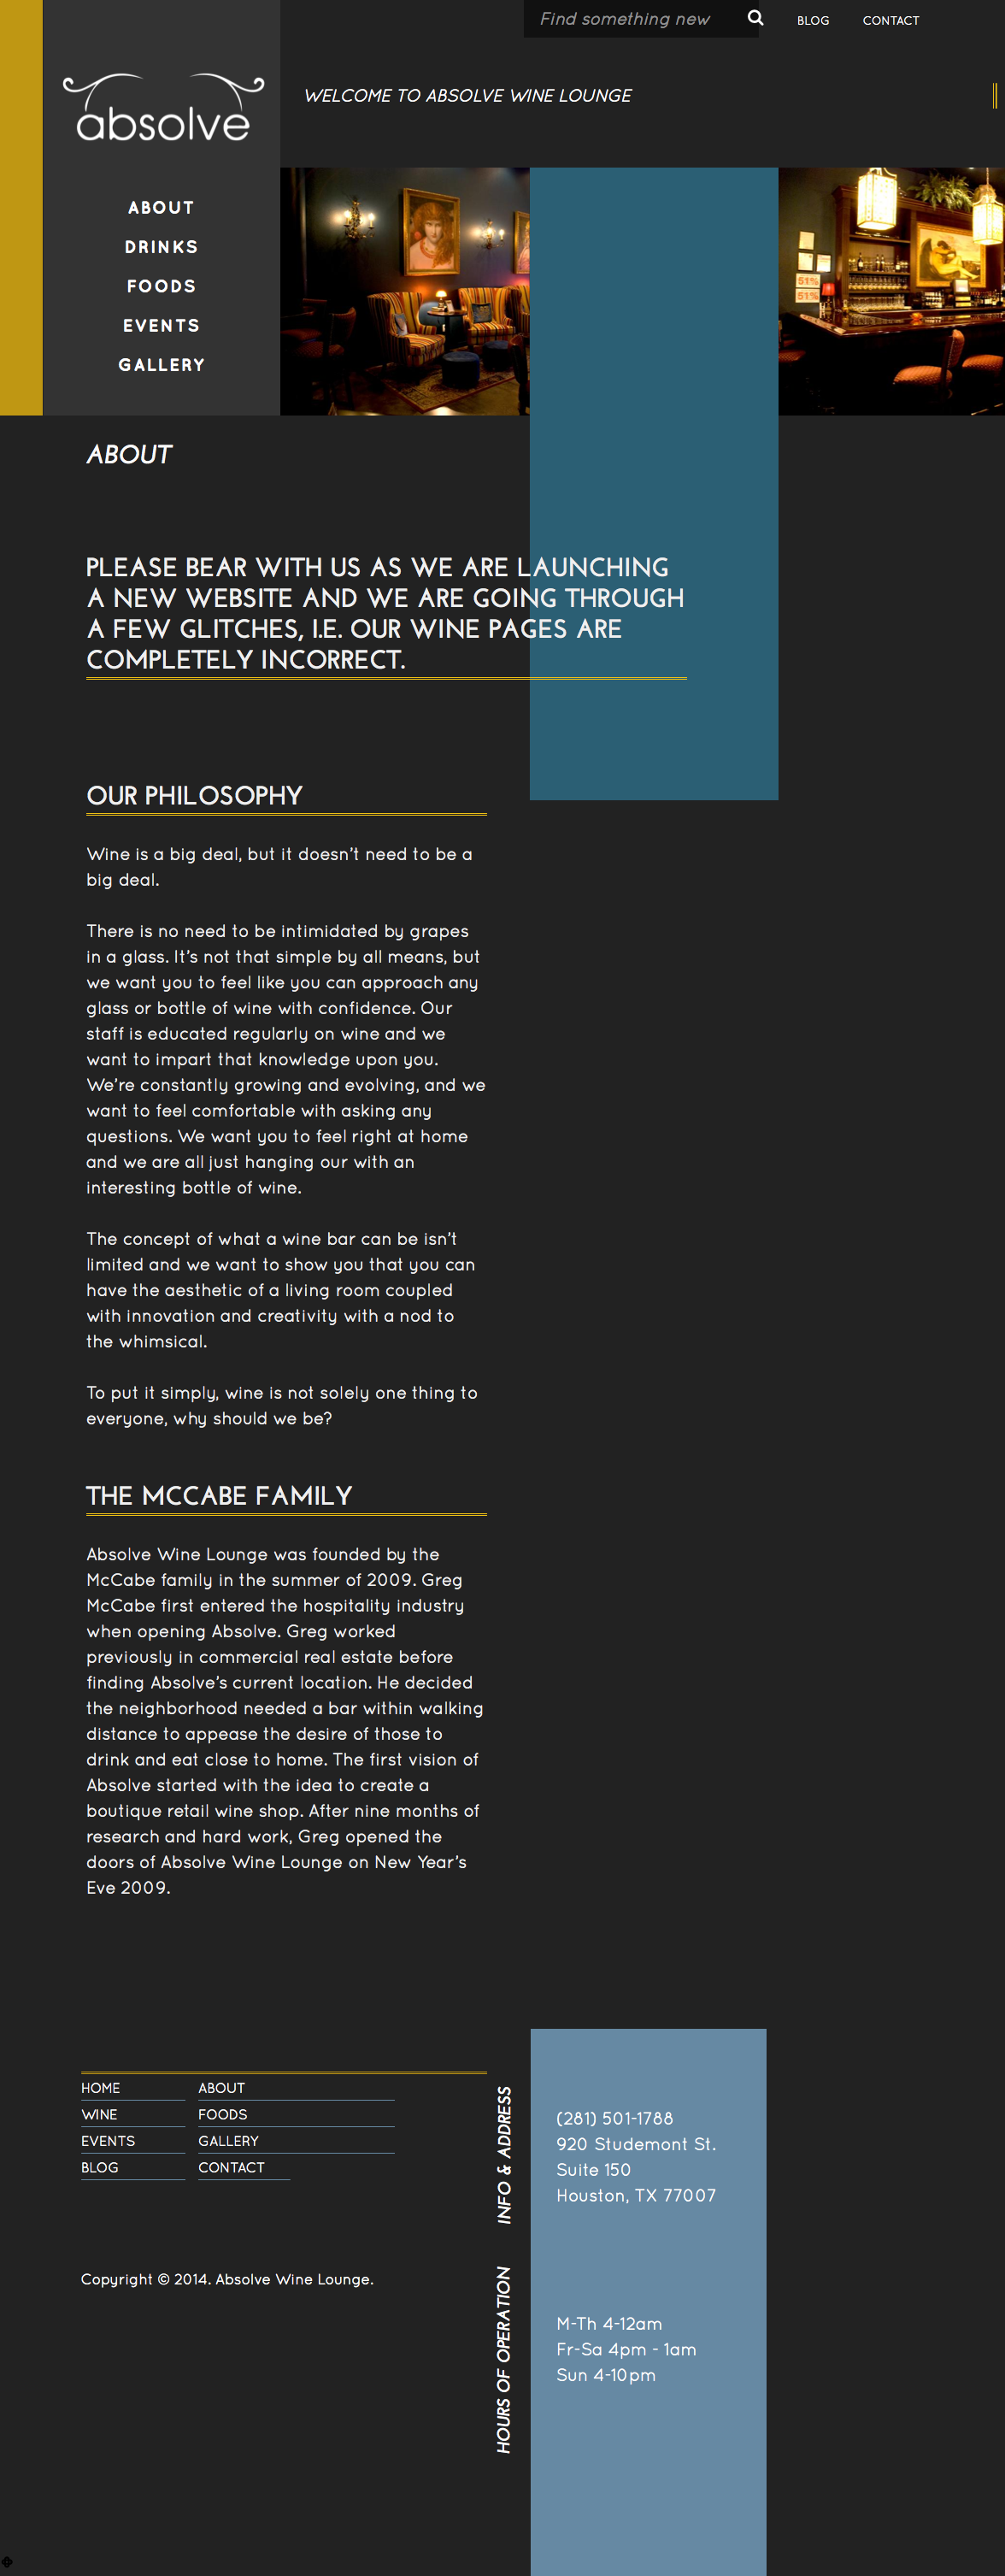 Find something new
BLOG
CONTACT
absolve
WELCOME TO ABSOLVE WINE LOUNGE
ABOUT
DRINKS
FOODS
EVENTS
GALLERY
51%
51%
ABOUT
PLEASE BEAR WITH US AS WE ARE LAUNCHING
A NEW WEBSITE AND WE ARE GOING THROUGH
A FEW GLITCHES, I.E. OUR WINE PAGES ARE
COMPLETELY INCORRECT.
OUR PHILOSOPHY
Wine is a big deal, but it doesn't need to be a
big deal.
There is no need to be intimidated by grapes
in a glass. It's not that simple by all means, but
we want you to feel like you can approach any
glass or bottle of wine with confidence. Our
staff is educated regularly on wine and we
want to impart that knowledge upon you.
We're constantly growing and evolving, and we
want to feel comfortable with asking any
questions. We want you to feel right at home
and we are all just hanging our with an
interesting bottle of wine.
The concept of what a wine bar can be isn't
limited and we want to show you that you can
have the aesthetic of a living room coupled
with innovation and creativity with a nod to
the whimsical.
To put it simply, wine is not solely one thing to
everyone, why should we be?
THE MCCABE FAMILY
Absolve Wine Lounge was founded by the
McCabe family in the summer of 2009. Greg
McCabe first entered the hospitality industry
when opening Absolve. Greg worked
previously in commercial real estate before
finding Absolve's current location. He decided
the neighborhood needed a bar within walking
distance to appease the desire of those to
drink and eat close to home. The first vision of
Absolve started with the idea to create a
boutique retail wine shop. After nine months of
research and hard work, Greg opened the
doors of Absolve Wine Lounge on New Year's
Eve 2009.
HOME
ABOUT
WINE
FOODS
EVENTS
GALLERY
BLOG
CONTACT
Copyright © 2014. Absolve Wine Lounge.
INFO & ADDRESS
(281) 501-1788
920 Studemont St.
Suite 150
Houston, TX 77007
HOURS OF OPERATION
M-Th 4-12am
Fr-Sa 4pm - 1am
Sun 4-10pm